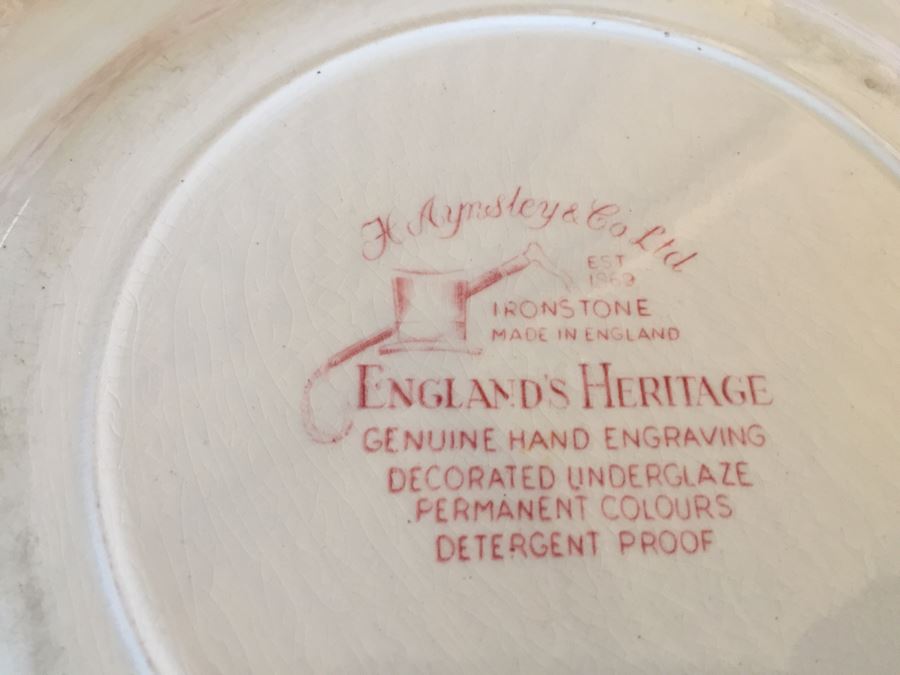 H Aynsley & Co Ltd
EST
1869
IRONSTONE
MADE IN ENGLAND
ENGLAND'S HERITAGE
GENUINE HAND ENGRAVING
DECORATED UNDERGLAZE
PERMANENT COLOURS
DETERGENT PROOF